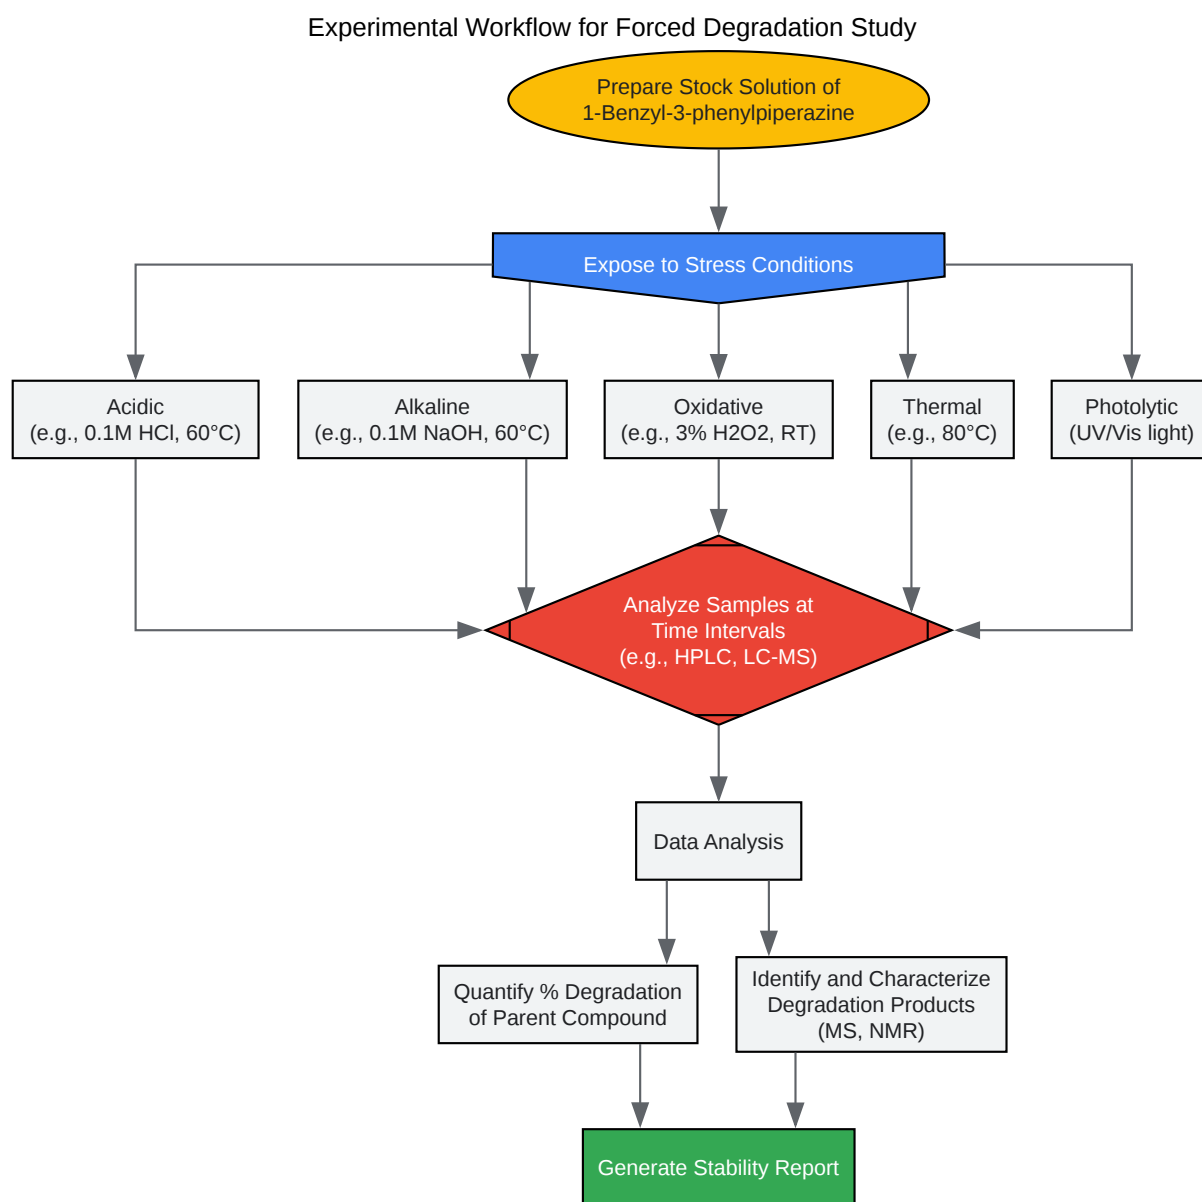 Experimental Workflow for Forced Degradation Study
Prepare Stock Solution of
1-Benzyl-3-phenylpiperazine
Expose to Stress Conditions
Acidic
(e.g., 0.1M HCl, 60°C)
Alkaline
(e.g., 0.1M NaOH, 60°C)
Oxidative
(e.g., 3% H2O2, RT)
Thermal
(e.g., 80°C)
Photolytic
(UV/Vis light)
Analyze Samples at
Time Intervals
(e.g., HPLC, LC-MS)
Data Analysis
Quantify % Degradation
of Parent Compound
Identify and Characterize
Degradation Products
(MS, NMR)
Generate Stability Report